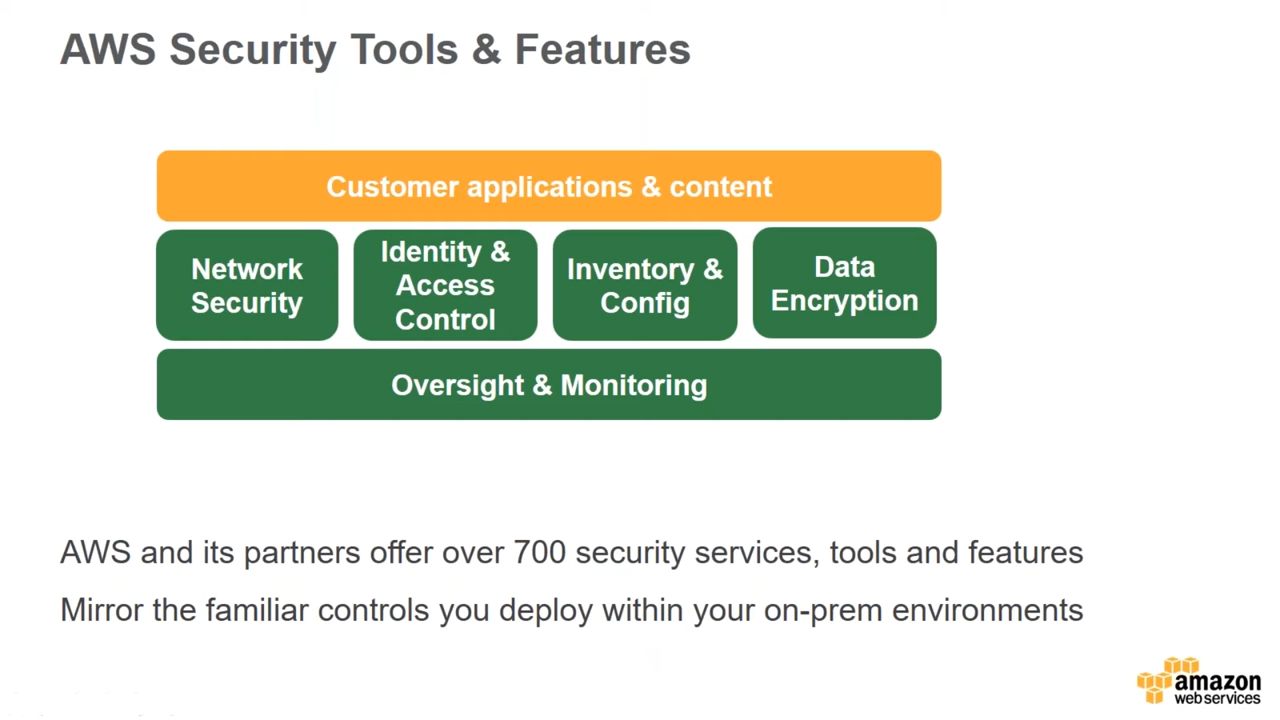 AWS Security Tools & Features
Customer applications & content
Network
Security
Identity &
Access
Control
Inventory &
Config
Data
Encryption
Oversight & Monitoring
AWS and its partners offer over 700 security services, tools and features
Mirror the familiar controls you deploy within your on-prem environments
amazon
web services